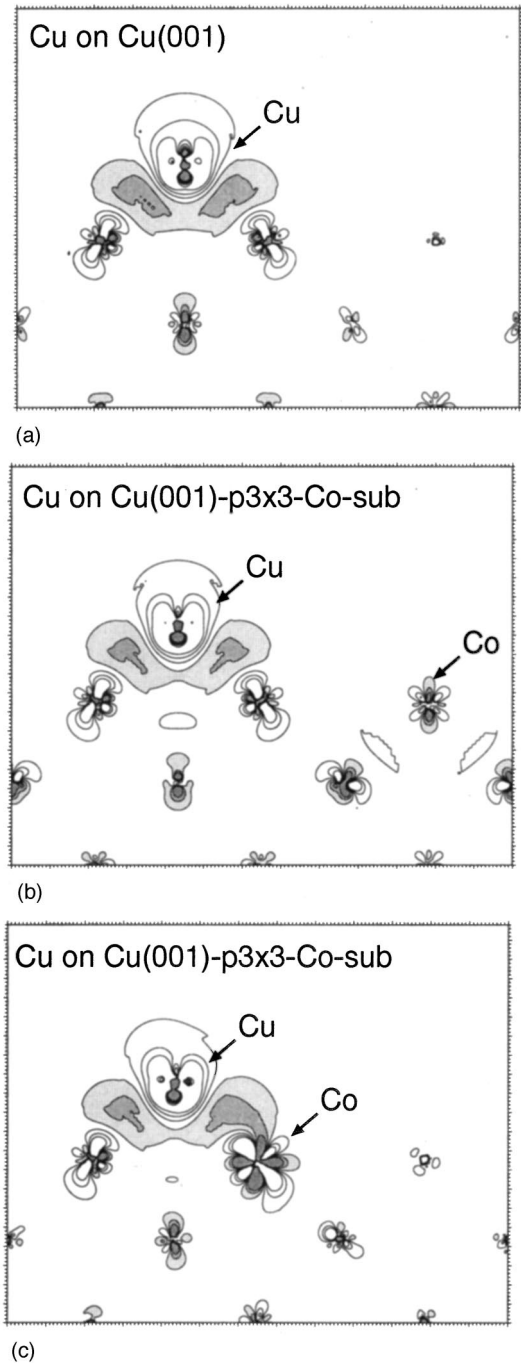 Cu on Cu(001)
Cu
(a)
Cu on Cu(001)-p3x3-Co-sub
Cu
Co
(b)
Cu on Cu(001)-p3x3-Co-sub
Cu
Co
(c)